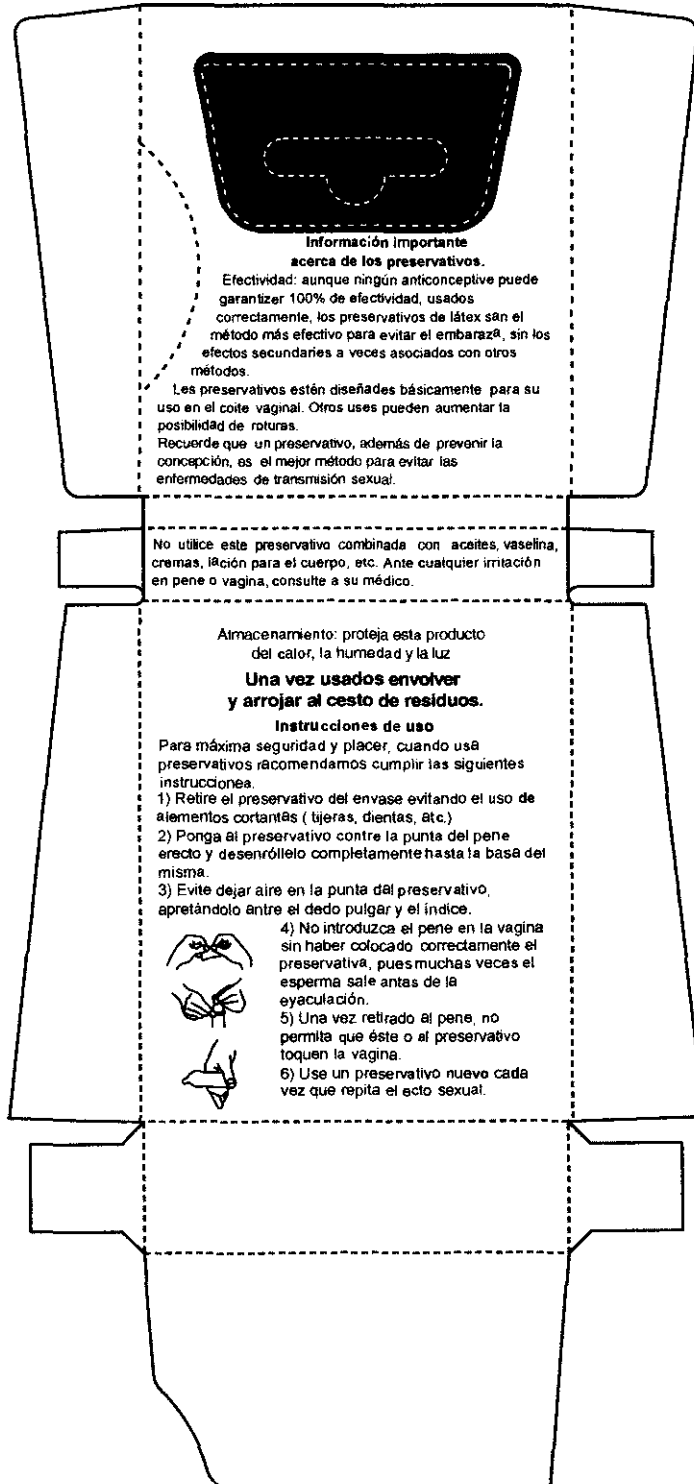 Información Importante
acerca de los preservativos.
Efectividad: aunque ningún anticonceptive puede
garantizer 100% de efectividad, usados
correctamente, los preservativos de látex san el
método más efectivo para evitar el embaraza, sin los
efectos secundaries a veces asociados con otros
métodos.
Les preservativos estén diseñades básicamente para su
uso en el coite vaginal. Otros uses pueden aumentar la
posibilidad de roturas.
Recuerde que un preservativo, además de prevenir la
concepción, es el mejor método para evitar las
enfermedades de transmisión sexual.
No utilice este preservativo combinada con aceites, vaselina,
cremas, lación para el cuerpo, etc. Ante cualquier irritación
en pene o vagina, consulte a su médico.
Almacenamiento: proteja esta producto
del calor, la humedad y la luz
Una vez usados envolver
y arrojar al cesto de residuos.
Instrucciones de uso
Para máxima seguridad y placer, cuando usa
preservativos racomendamos cumplir las siguientes
instruccionea.
1) Retire el preservativo del envase evitando el uso de
alementos cortantas ( tijeras, dientas, atc.)
2) Ponga al preservativo contre la punta del pene
erecto y desenróllelo completamente hasta la basa del
misma.
3) Evite dejar aire en la punta dal preservativo,
apretándolo antre el dedo pulgar y el índice.
4) No introduzca el pene en la vagina
sin haber colocado correctamente el
preservativa, pues muchas veces el
esperma sale antas de la
eyaculación.
5) Una vez retirado al pene, no
permita que éste o al preservativo
toquen la vagina.
6) Use un preservativo nuevo cada
vez que repita el ecto sexual.